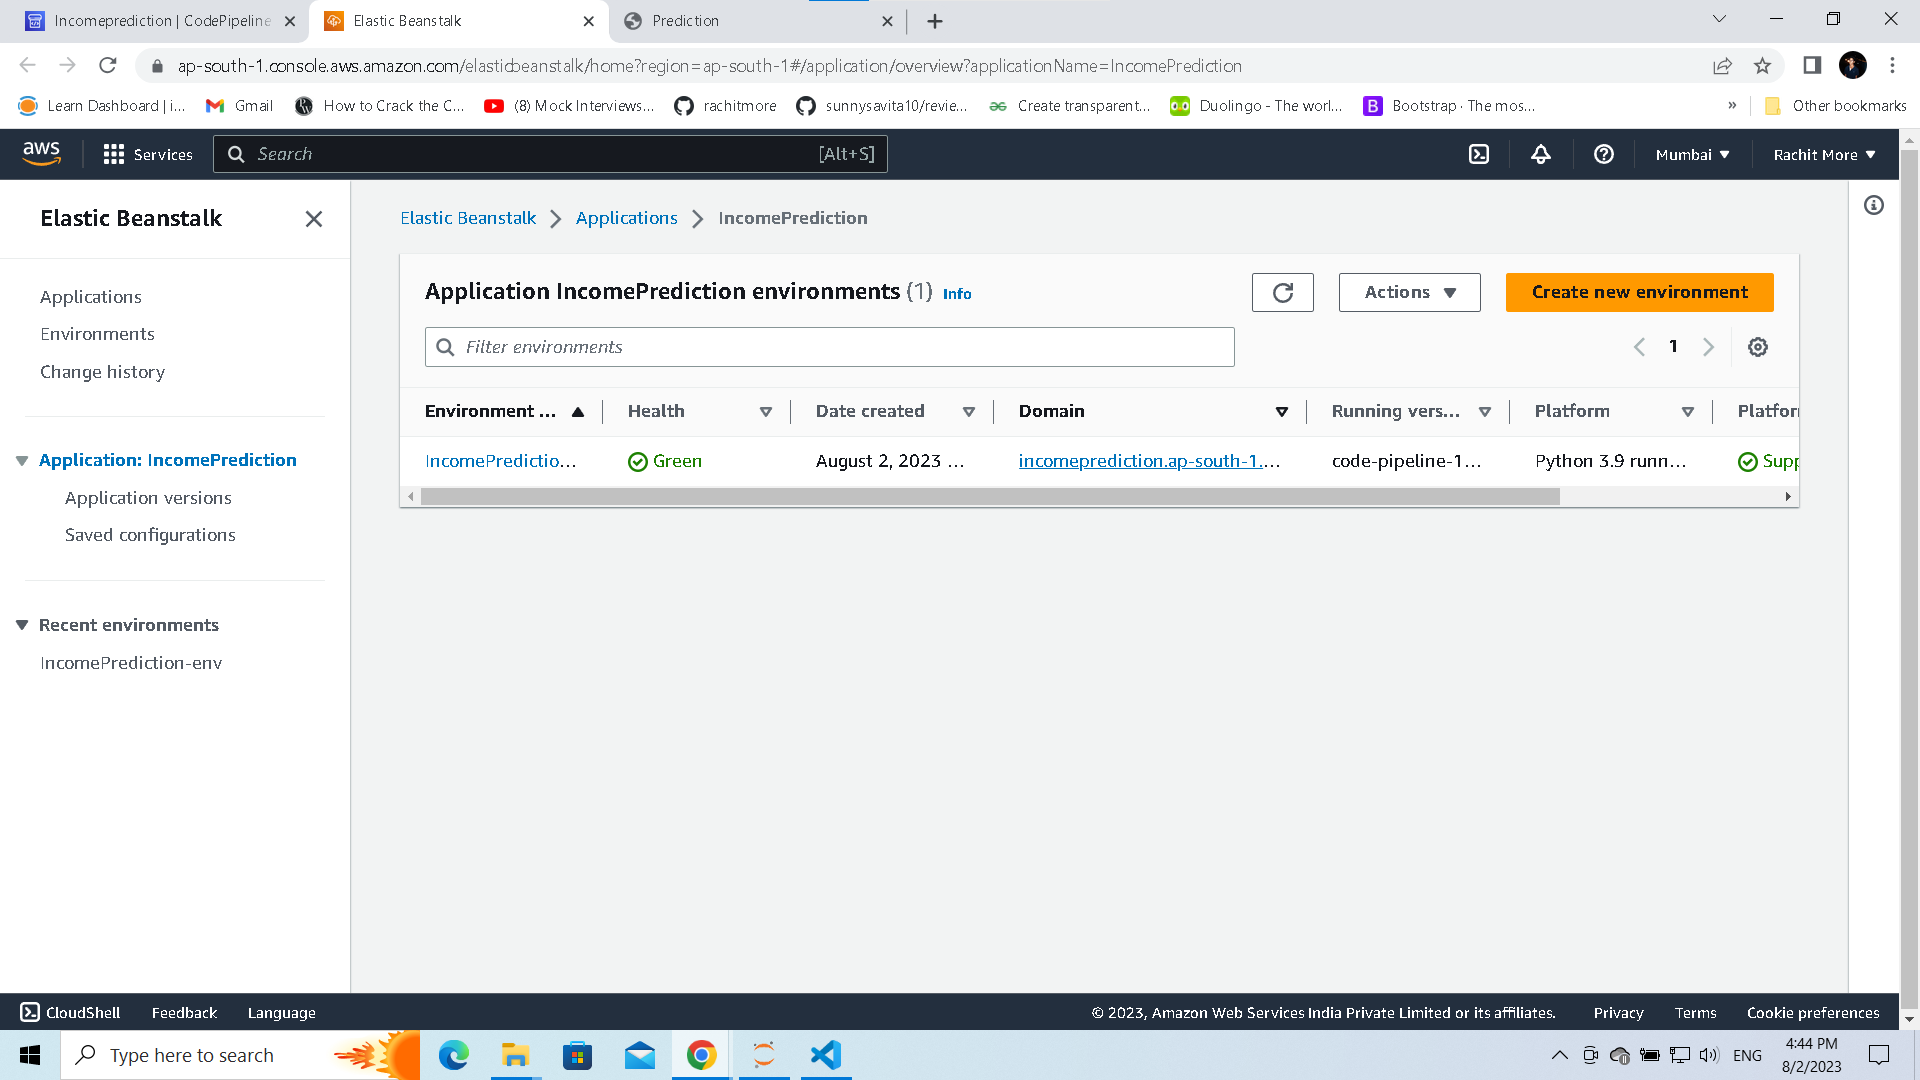 Incomeprediction | CodePipeline
Elastic Beanstalk
Prediction
ap-south-1.console.aws.amazon.com/elasticbeanstalk/home?region=ap-south-1#/application/overview?applicationName=IncomePrediction
Learn Dashboard | i...
Gmail
How to Crack the C...
(8) Mock Interviews...
rachitmore
sunnysavita10/revie...
Create transparent...
Duolingo - The worl...
Bootstrap · The mos...
»
Other bookmarks
aws
Services
Search
[Alt+S]
Mumbai
Rachit More
Elastic Beanstalk
Applications
Environments
Change history
Application: IncomePrediction
Application versions
Saved configurations
Recent environments
IncomePrediction-env
Elastic Beanstalk
Applications
IncomePrediction
Application IncomePrediction environments (1) Info
Actions
Create new environment
Filter environments
1
Environment ...
Health
Date created
Domain
Running vers...
Platform
Platfor
IncomePredictio...
Green
August 2, 2023 ...
incomeprediction.ap-south-1....
code-pipeline-1...
Python 3.9 runn...
Supp
CloudShell
Feedback
Language
© 2023, Amazon Web Services India Private Limited or its affiliates.
Privacy
Terms
Cookie preferences
Type here to search
ENG
4:44 PM
8/2/2023